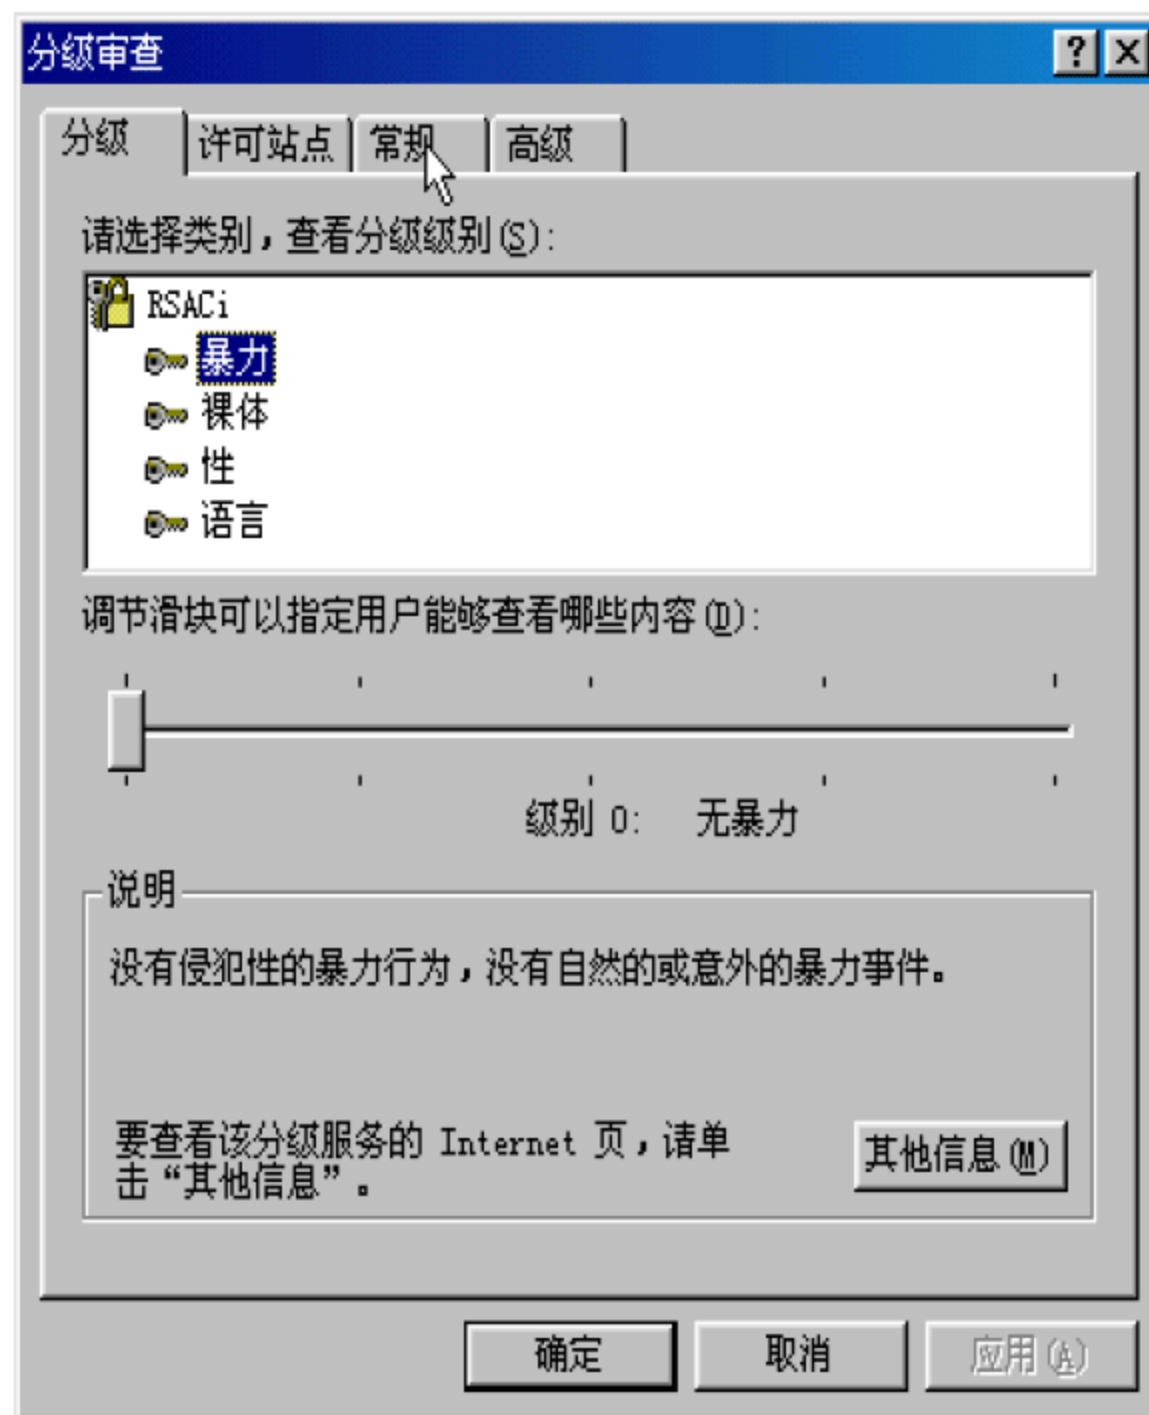 分级审查
分级 许可站点 常规 高级
请选择类别，查看分级级别(S):
RSACi
暴力
裸体
性
语言
调节滑块可以指定用户能够查看哪些内容(D):
级别 0: 无暴力
说明
没有侵犯性的暴力行为，没有自然的或意外的暴力事件。
要查看该分级服务的 Internet 页，请单
击“其他信息”。
其他信息(M)
确定 取消 应用(A)